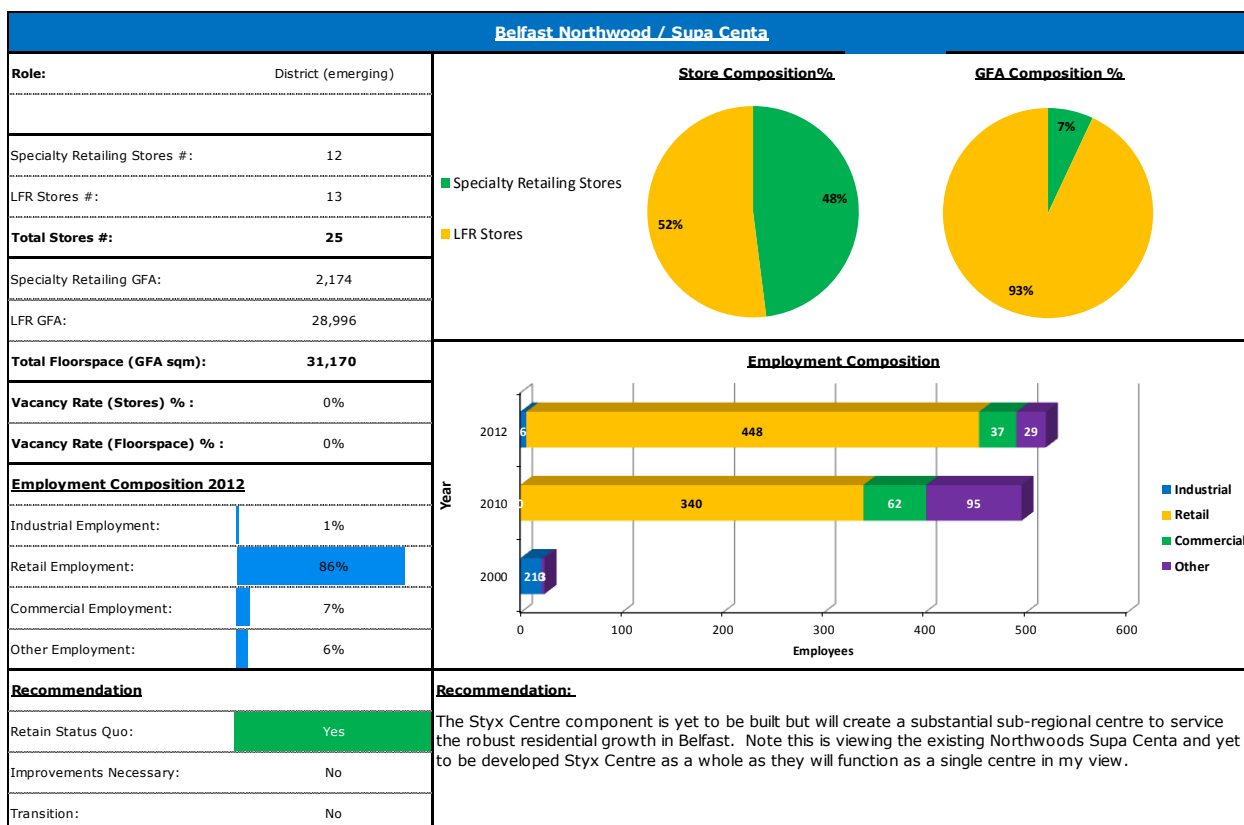 Belfast Northwood / Supa Centa
Role: District (emerging)
Specialty Retailing Stores #: 12
LFR Stores #: 13
Total Stores #: 25
Specialty Retailing GFA: 2,174
LFR GFA: 28,996
Total Floorspace (GFA sqm): 31,170
Vacancy Rate (Stores) % : 0%
Vacancy Rate (Floorspace) % : 0%
Employment Composition 2012
Industrial Employment: 1%
Retail Employment: 86%
Commercial Employment: 7%
Other Employment: 6%
Recommendation
Retain Status Quo: Yes
Improvements Necessary: No
Transition: No
Store Composition%
Specialty Retailing Stores
LFR Stores
48%
52%
GFA Composition %
7%
93%
Employment Composition
Year
2012
6 448 37 29
2010
0 340 62 95
2000
21 3
0 100 200 300 400 500 600
Employees
Industrial
Retail
Commercial
Other
Recommendation:
The Styx Centre component is yet to be built but will create a substantial sub-regional centre to service
the robust residential growth in Belfast. Note this is viewing the existing Northwoods Supa Centa and yet
to be developed Styx Centre as a whole as they will function as a single centre in my view.